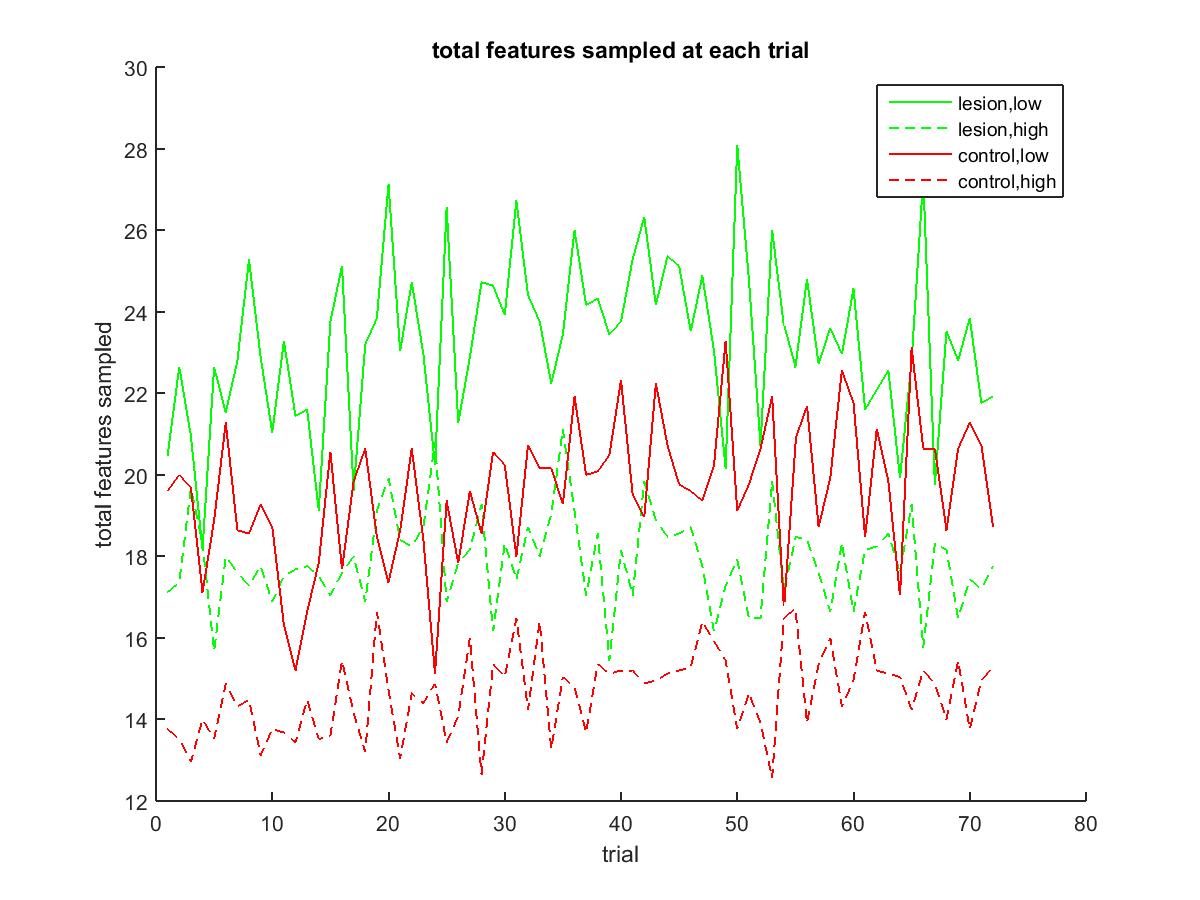 total features sampled at each trial
30
28
26
24
22
20
18
16
14
12
total features sampled
0 10 20 30 40 50 60 70 80
trial
lesion,low
lesion,high
control,low
control,high